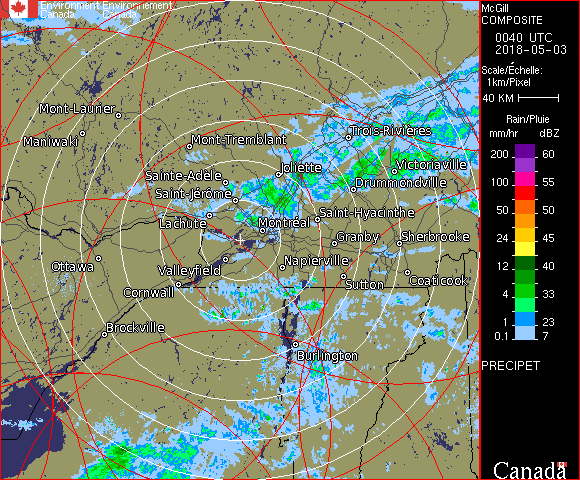 Environment Environnement
Canada Canada
McGill
COMPOSITE
0040 UTC
2018-05-03
Scale/Échelle:
1km/Pixel
40 KM
Rain/Pluie
mm/hr dBZ
200 60
100 55
50 50
24 45
12 40
4 33
1 23
0.1 7
PRECIPET
Canada
Mont-Laurier
Maniwaki
Mont-Tremblant
Trois-Rivières
Joliette
Victoriaville
Sainte-Adèle
Drummondville
Saint-Jérôme
Lachute
Saint-Hyacinthe
Montréal
Granby
Sherbrooke
Ottawa
Valleyfield
Napierville
Cornwall
Sutton
Coaticook
Brockville
Burlington